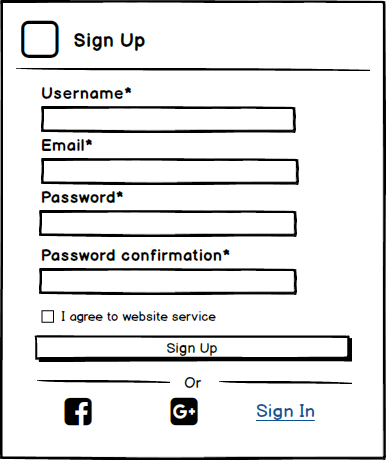 Sign Up
Username*
Email*
Password*
Password confirmation*
I agree to website service
Sign Up
Or
f G+ Sign In